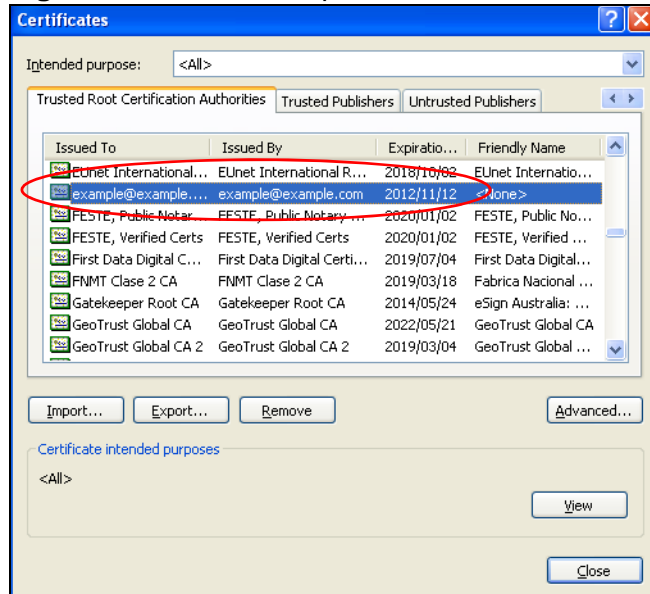 Certificates
Intended purpose: <All>
Trusted Root Certification Authorities Trusted Publishers Untrusted Publishers
Issued To Issued By Expiratio... Friendly Name
EUnet International... EUnet International R... 2018/10/02 EUnet Internatio...
example@example.... example@example.com 2012/11/12 <None>
FESTE, Public Notar... FESTE, Public Notary ... 2020/01/02 FESTE, Public No...
FESTE, Verified Certs FESTE, Verified Certs 2020/01/02 FESTE, Verified ...
First Data Digital C... First Data Digital Certi... 2019/07/04 First Data Digital...
FNMT Clase 2 CA FNMT Clase 2 CA 2019/03/18 Fabrica Nacional ...
Gatekeeper Root CA Gatekeeper Root CA 2014/05/24 eSign Australia: ...
GeoTrust Global CA GeoTrust Global CA 2022/05/21 GeoTrust Global CA
GeoTrust Global CA 2 GeoTrust Global CA 2 2019/03/04 GeoTrust Global ...
Import... Export... Remove Advanced...
Certificate intended purposes
<All>
View
Close